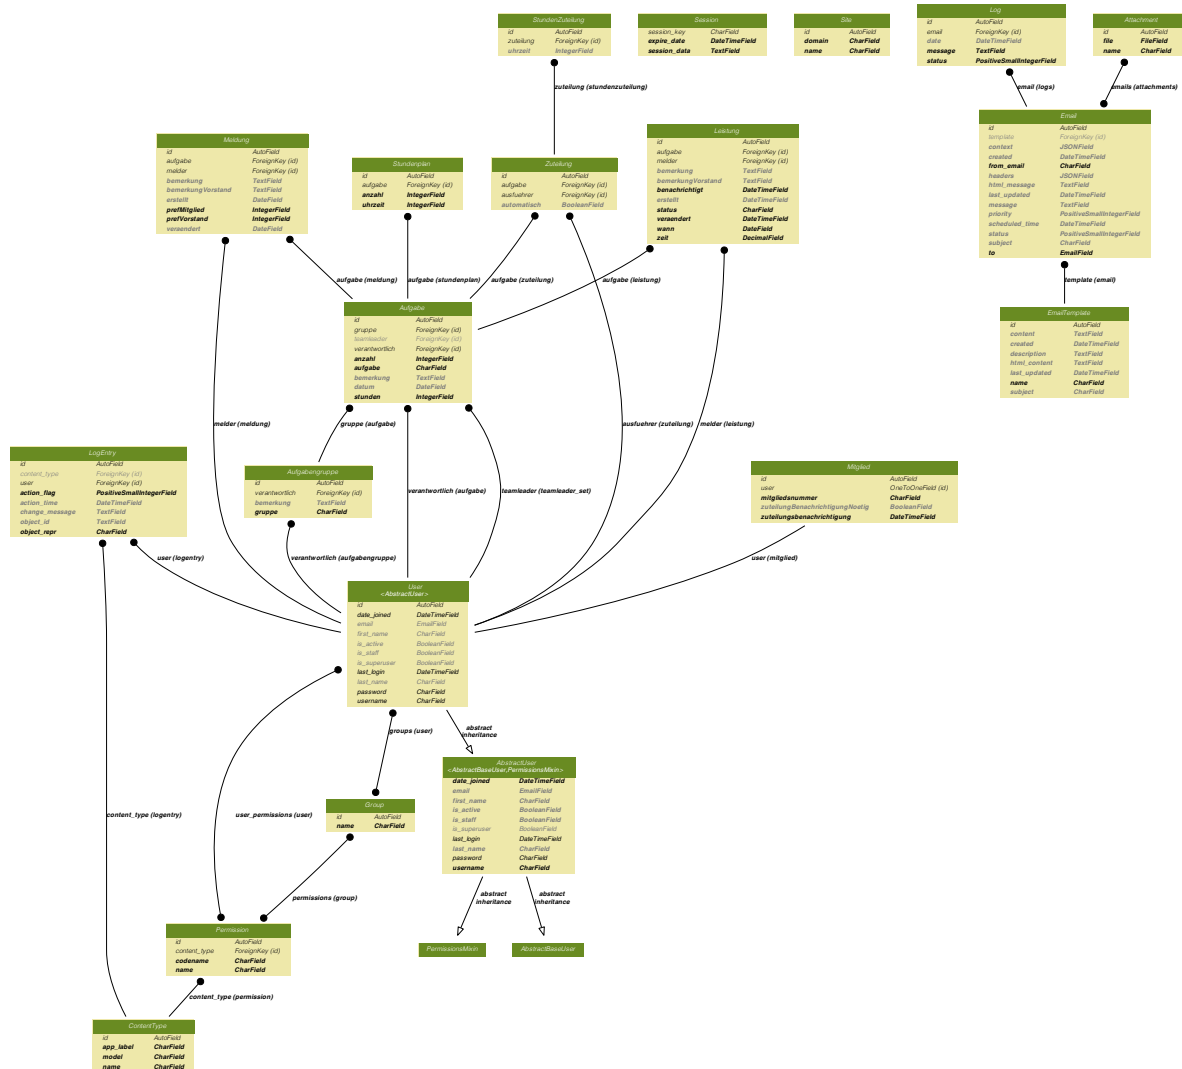 StundenZuteilung
id AutoField
zuteilung ForeignKey (id)
uhrzeit IntegerField
Session
session_key CharField
expire_date DateTimeField
session_data TextField
Site
id AutoField
domain CharField
name CharField
Log
id AutoField
email ForeignKey (id)
date DateTimeField
message TextField
status PositiveSmallIntegerField
Attachment
id AutoField
file FileField
name CharField
zuteilung (stundenzuteilung)
email (logs)
emails (attachments)
Meldung
id AutoField
aufgabe ForeignKey (id)
melder ForeignKey (id)
bemerkung TextField
bemerkungVorstand TextField
erstellt DateField
prefMitglied IntegerField
prefVorstand IntegerField
veraendert DateField
Stundenplan
id AutoField
aufgabe ForeignKey (id)
anzahl IntegerField
uhrzeit IntegerField
Zuteilung
id AutoField
aufgabe ForeignKey (id)
ausfuehrer ForeignKey (id)
automatisch BooleanField
Leistung
id AutoField
aufgabe ForeignKey (id)
melder ForeignKey (id)
bemerkung TextField
bemerkungVorstand TextField
benachrichtigt DateTimeField
erstellt DateTimeField
status CharField
veraendert DateTimeField
wann DateField
zeit DecimalField
Email
id AutoField
template ForeignKey (id)
context JSONField
created DateTimeField
from_email CharField
headers JSONField
html_message TextField
last_updated DateTimeField
message TextField
priority PositiveSmallIntegerField
scheduled_time DateTimeField
status PositiveSmallIntegerField
subject CharField
to EmailField
aufgabe (meldung)
aufgabe (stundenplan)
aufgabe (zuteilung)
aufgabe (leistung)
template (email)
Aufgabe
id AutoField
gruppe ForeignKey (id)
teamleader ForeignKey (id)
verantwortlich ForeignKey (id)
anzahl IntegerField
aufgabe CharField
bemerkung TextField
datum DateField
stunden IntegerField
EmailTemplate
id AutoField
content TextField
created DateTimeField
description TextField
html_content TextField
last_updated DateTimeField
name CharField
subject CharField
melder (meldung)
gruppe (aufgabe)
ausfuehrer (zuteilung)
melder (leistung)
LogEntry
id AutoField
content_type ForeignKey (id)
user ForeignKey (id)
action_flag PositiveSmallIntegerField
action_time DateTimeField
change_message TextField
object_id TextField
object_repr CharField
Aufgabengruppe
id AutoField
verantwortlich ForeignKey (id)
bemerkung TextField
gruppe CharField
verantwortlich (aufgabe)
teamleader (teamleader_set)
Mitglied
id AutoField
user OneToOneField (id)
mitgliedsnummer CharField
zuteilungBenachrichtigungNoetig BooleanField
zuteilungsbenachrichtigung DateTimeField
user (logentry)
verantwortlich (aufgabengruppe)
user (mitglied)
User
<AbstractUser>
id AutoField
date_joined DateTimeField
email EmailField
first_name CharField
is_active BooleanField
is_staff BooleanField
is_superuser BooleanField
last_login DateTimeField
last_name CharField
password CharField
username CharField
groups (user)
abstract
inheritance
AbstractUser
<AbstractBaseUser,PermissionsMixin>
date_joined DateTimeField
email EmailField
first_name CharField
is_active BooleanField
is_staff BooleanField
is_superuser BooleanField
last_login DateTimeField
last_name CharField
password CharField
username CharField
Group
id AutoField
name CharField
content_type (logentry)
user_permissions (user)
permissions (group)
abstract
inheritance
abstract
inheritance
Permission
id AutoField
content_type ForeignKey (id)
codename CharField
name CharField
PermissionsMixin
AbstractBaseUser
content_type (permission)
ContentType
id AutoField
app_label CharField
model CharField
name CharField